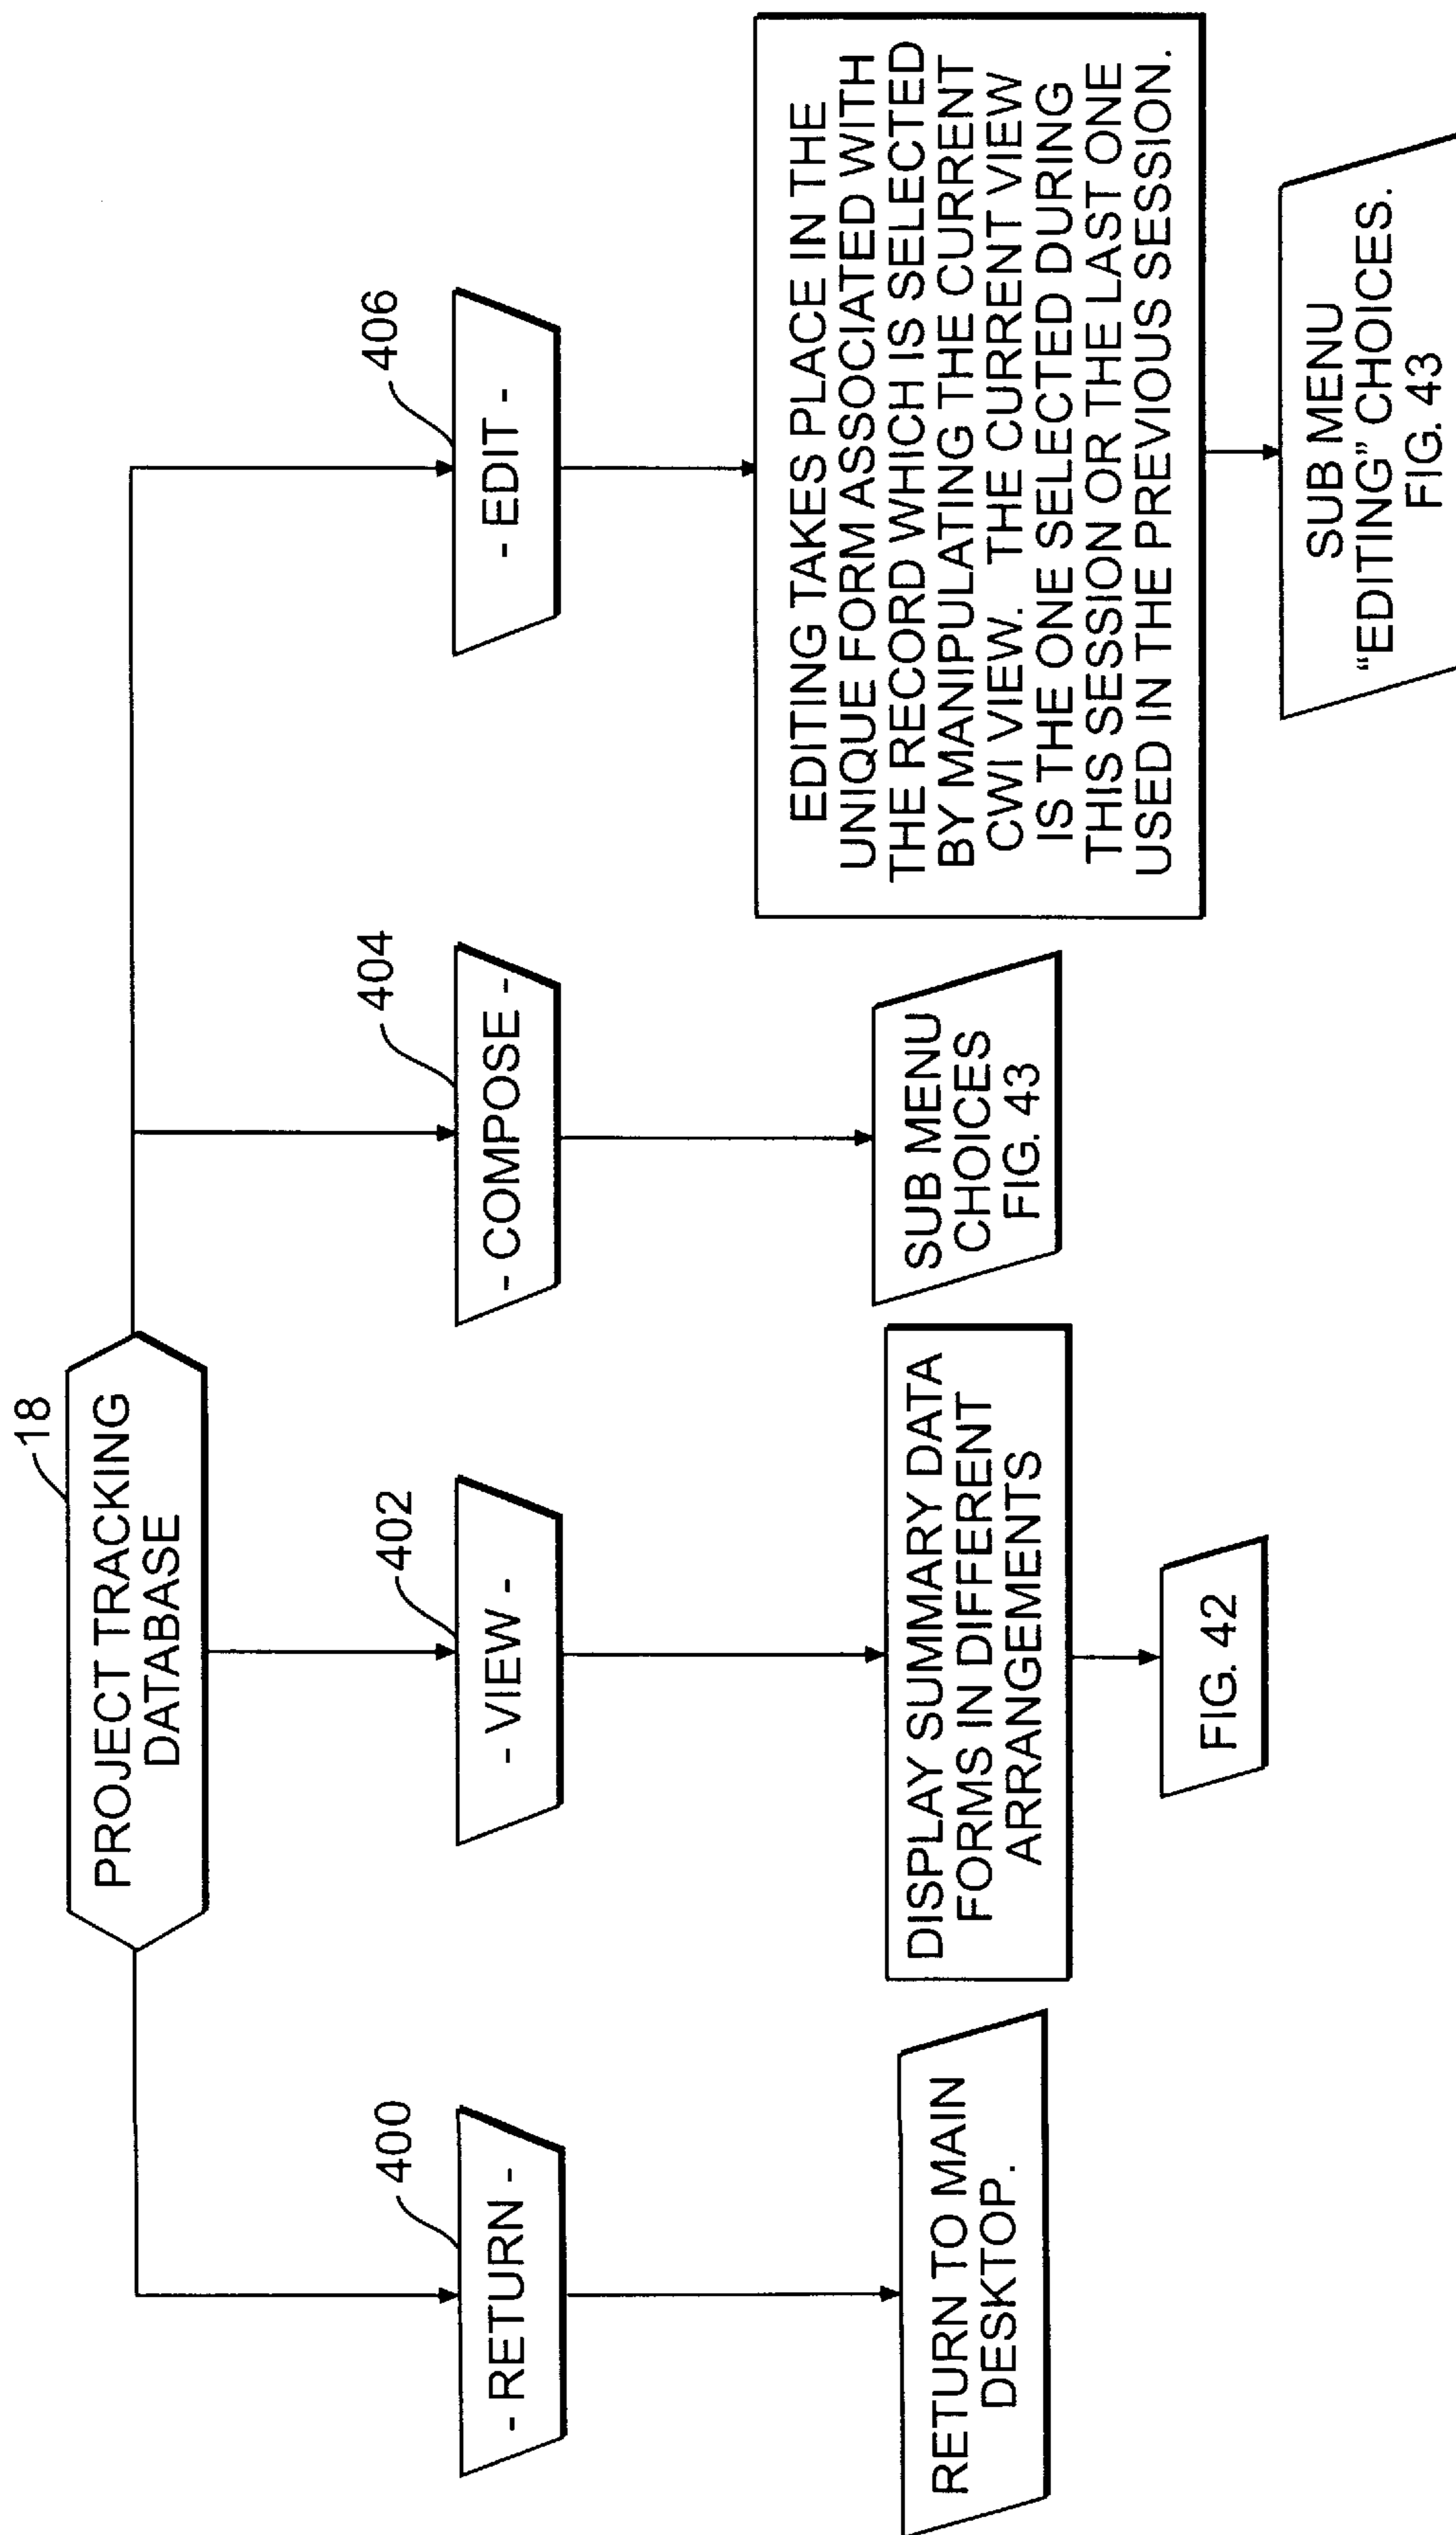 18
PROJECT TRACKING
DATABASE
400
- RETURN -
RETURN TO MAIN
DESKTOP.
402
- VIEW -
DISPLAY SUMMARY DATA
FORMS IN DIFFERENT
ARRANGEMENTS
FIG. 42
404
- COMPOSE -
SUB MENU
CHOICES
FIG. 43
406
- EDIT -
EDITING TAKES PLACE IN THE
UNIQUE FORM ASSOCIATED WITH
THE RECORD WHICH IS SELECTED
BY MANIPULATING THE CURRENT
CWI VIEW. THE CURRENT VIEW
IS THE ONE SELECTED DURING
THIS SESSION OR THE LAST ONE
USED IN THE PREVIOUS SESSION.
SUB MENU
“EDITING” CHOICES.
FIG. 43